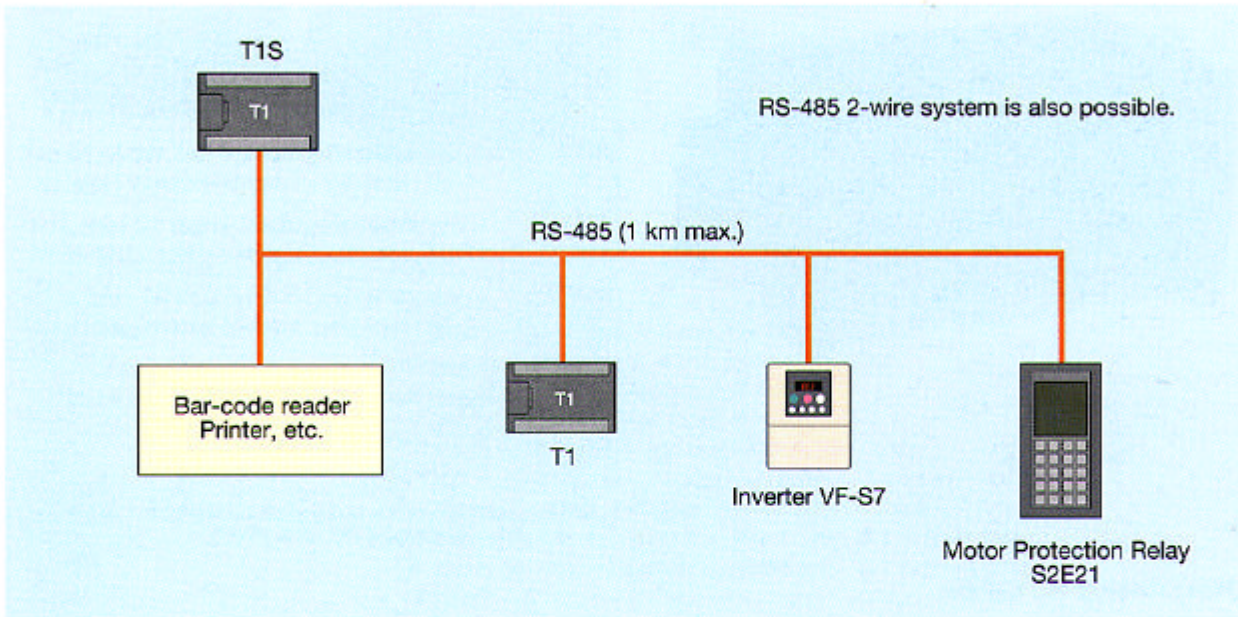 T1S
T1
RS-485 2-wire system is also possible.
RS-485 (1 km max.)
Bar-code reader
Printer, etc.
T1
T1
Inverter VF-S7
Motor Protection Relay
S2E21